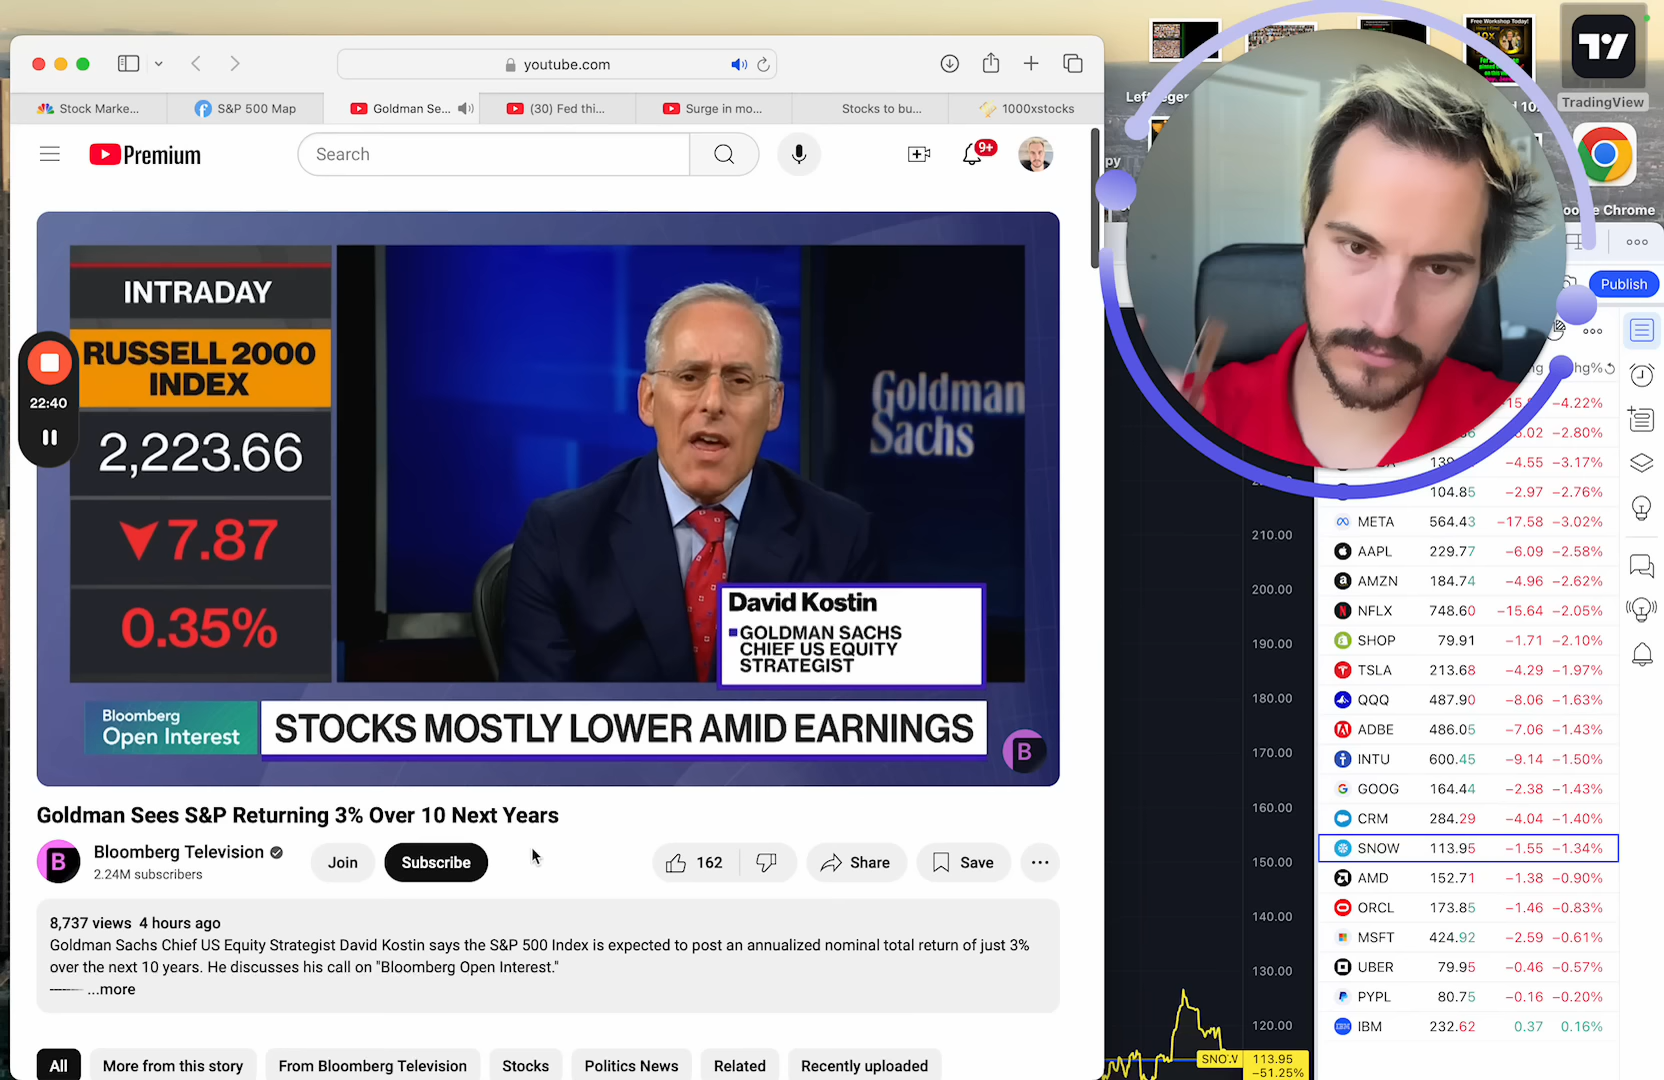 youtube.com
Stock Marke...
S&P 500 Map
Goldman Se...
(30) Fed thi...
Surge in mo...
Stocks to bu...
1000xstocks
Premium
Search
9+
INTRADAY
RUSSELL 2000
INDEX
2,223.66
7.87
0.35%
22:40
Goldman
Sachs
David Kostin
GOLDMAN SACHS
CHIEF US EQUITY
STRATEGIST
Bloomberg
Open Interest
STOCKS MOSTLY LOWER AMID EARNINGS
B
Goldman Sees S&P Returning 3% Over 10 Next Years
B
Bloomberg Television
2.24M subscribers
Join
Subscribe
162
Share
Save
8,737 views 4 hours ago
Goldman Sachs Chief US Equity Strategist David Kostin says the S&P 500 Index is expected to post an annualized nominal total return of just 3%
over the next 10 years. He discusses his call on "Bloomberg Open Interest."
...more
All
More from this story
From Bloomberg Television
Stocks
Politics News
Related
Recently uploaded
Free Workshop Today!
TradingView
Chrome
Publish
−4.22%
−2.80%
−4.55 −3.17%
104.85 −2.97 −2.76%
META 564.43 −17.58 −3.02%
AAPL 229.77 −6.09 −2.58%
AMZN 184.74 −4.96 −2.62%
NFLX 748.60 −15.64 −2.05%
SHOP 79.91 −1.71 −2.10%
TSLA 213.68 −4.29 −1.97%
QQQ 487.90 −8.06 −1.63%
ADBE 486.05 −7.06 −1.43%
INTU 600.45 −9.14 −1.50%
GOOG 164.44 −2.38 −1.43%
CRM 284.29 −4.04 −1.40%
SNOW 113.95 −1.55 −1.34%
AMD 152.71 −1.38 −0.90%
ORCL 173.85 −1.46 −0.83%
MSFT 424.92 −2.59 −0.61%
UBER 79.95 −0.46 −0.57%
PYPL 80.75 −0.16 −0.20%
IBM 232.62 0.37 0.16%
210.00
200.00
190.00
180.00
170.00
160.00
150.00
140.00
130.00
120.00
SNOW 113.95
−51.25%